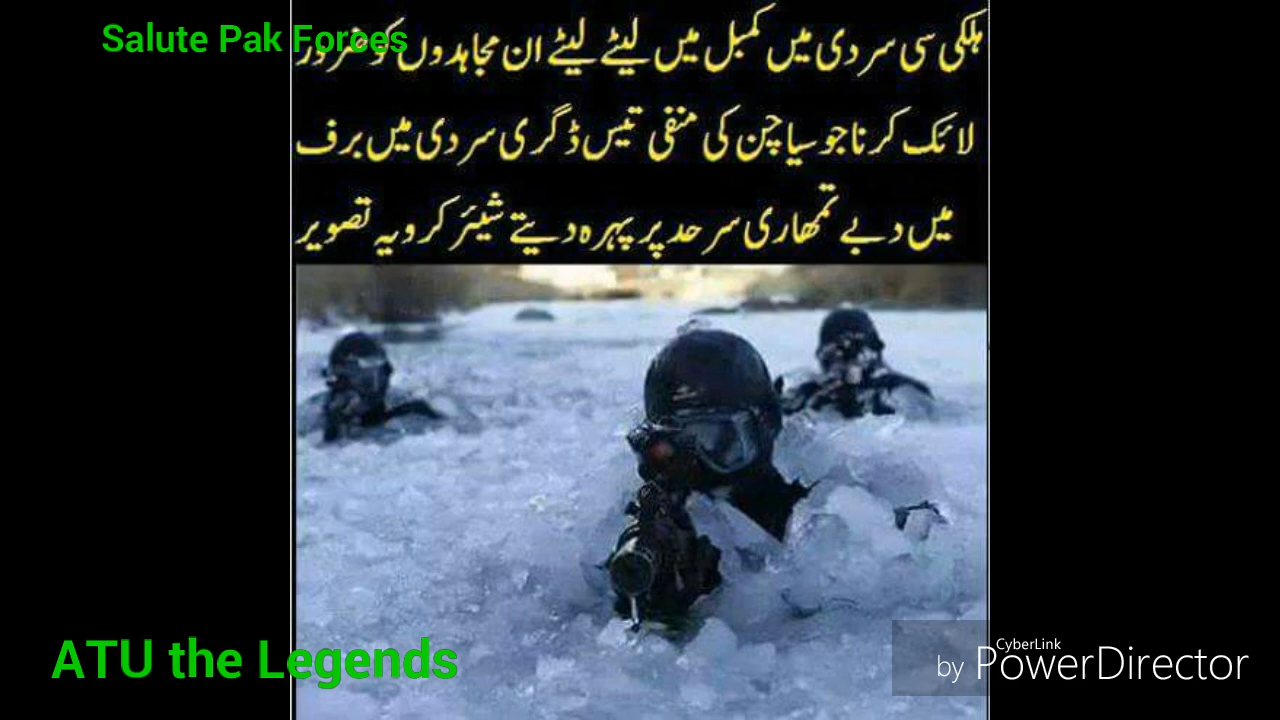 Salute Pak Forces
ہلکی سی سردی میں کمبل میں لیٹے لیٹے ان مجاہدوں کو ضرور
لائک کرنا جو سیاچن کی منفی تیس ڈگری سردی میں برف
میں دبے تمھاری سرحد پر پہرہ دیتے شیئر کرو یہ تصویر
ATU the Legends
by CyberLink PowerDirector